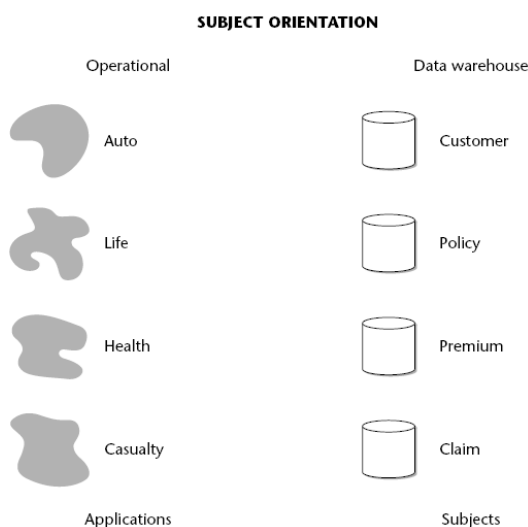 SUBJECT ORIENTATION
Operational Data warehouse
Auto Customer
Life Policy
Health Premium
Casualty Claim
Applications Subjects